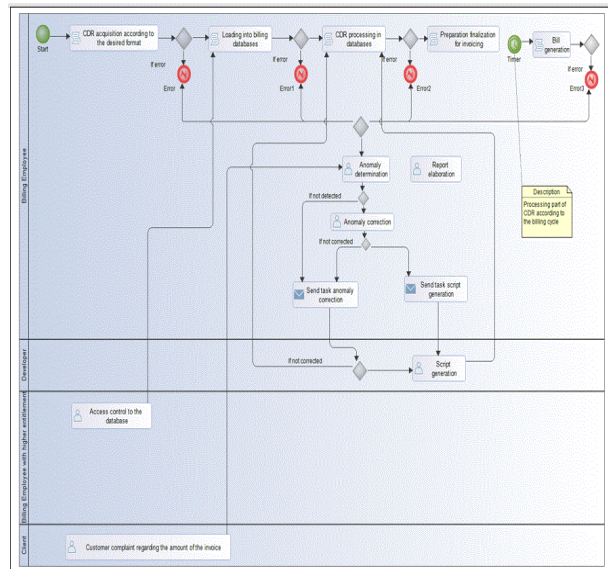 Start
CDR acquisition according to
the desired format
Loading into billing
databases
CDR processing in
databases
Preparation finalization
for invoicing
Timer
Bill
generation
If error
Error
If error
Error1
If error
Error2
If error
Error3
Billing Employee
Anomaly
determination
Report
elaboration
Description
Processing part of
CDR according to
the billing cycle
If not detected
Anomaly correction
If not corrected
Send task anomaly
correction
Send task script
generation
Developer
If not corrected
Script
generation
Billing Employee with higher entitlement
Access control to the
database
Client
Customer complaint regarding the amount of the invoice